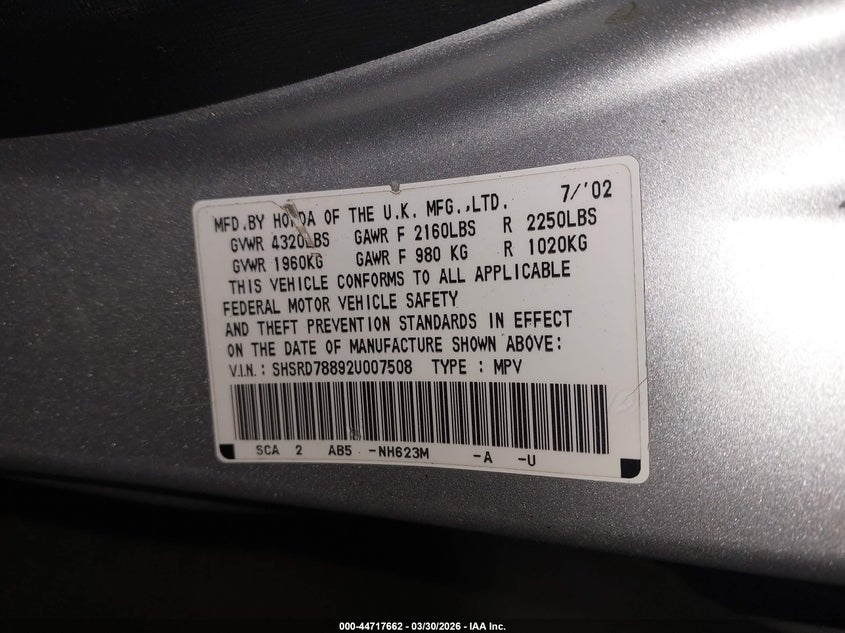 MFD.BY HONDA OF THE U.K. MFG.,LTD. 7/'02
GVWR 4320LBS GAWR F 2160LBS R 2250LBS
GVWR 1960KG GAWR F 980 KG R 1020KG
THIS VEHICLE CONFORMS TO ALL APPLICABLE
FEDERAL MOTOR VEHICLE SAFETY
AND THEFT PREVENTION STANDARDS IN EFFECT
ON THE DATE OF MANUFACTURE SHOWN ABOVE:
V.I.N.: SHSRD78892U007508 TYPE : MPV
SCA 2 AB5 -NH623M -A -U
000-44717662 - 03/30/2026 - IAA Inc.